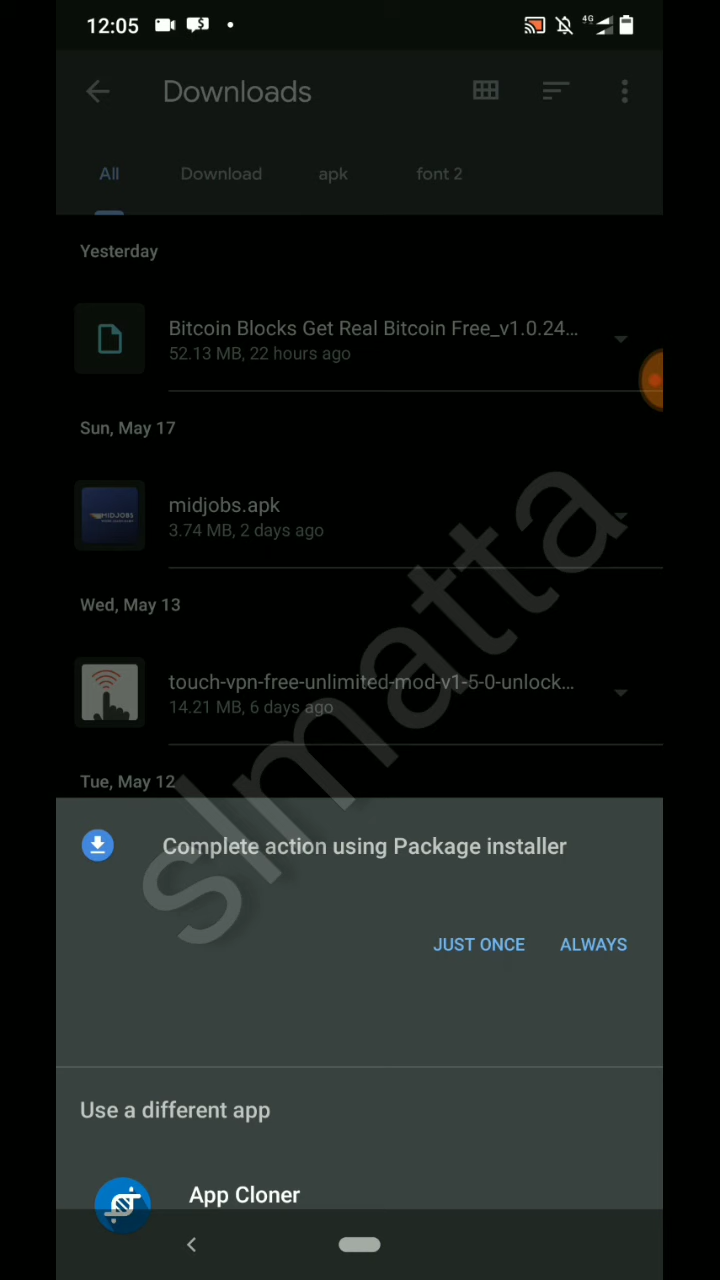 12:05
4G
Downloads
All
Download
apk
font 2
Yesterday
Bitcoin Blocks Get Real Bitcoin Free_v1.0.24...
52.13 MB, 22 hours ago
Sun, May 17
MIDJOBS
midjobs.apk
3.74 MB, 2 days ago
Wed, May 13
touch-vpn-free-unlimited-mod-v1-5-0-unlock...
14.21 MB, 6 days ago
Tue, May 12
slmatta
Complete action using Package installer
JUST ONCE
ALWAYS
Use a different app
App Cloner